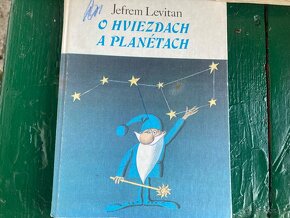 Jefrem Levitan
O HVIEZDACH
A PLANÉTACH